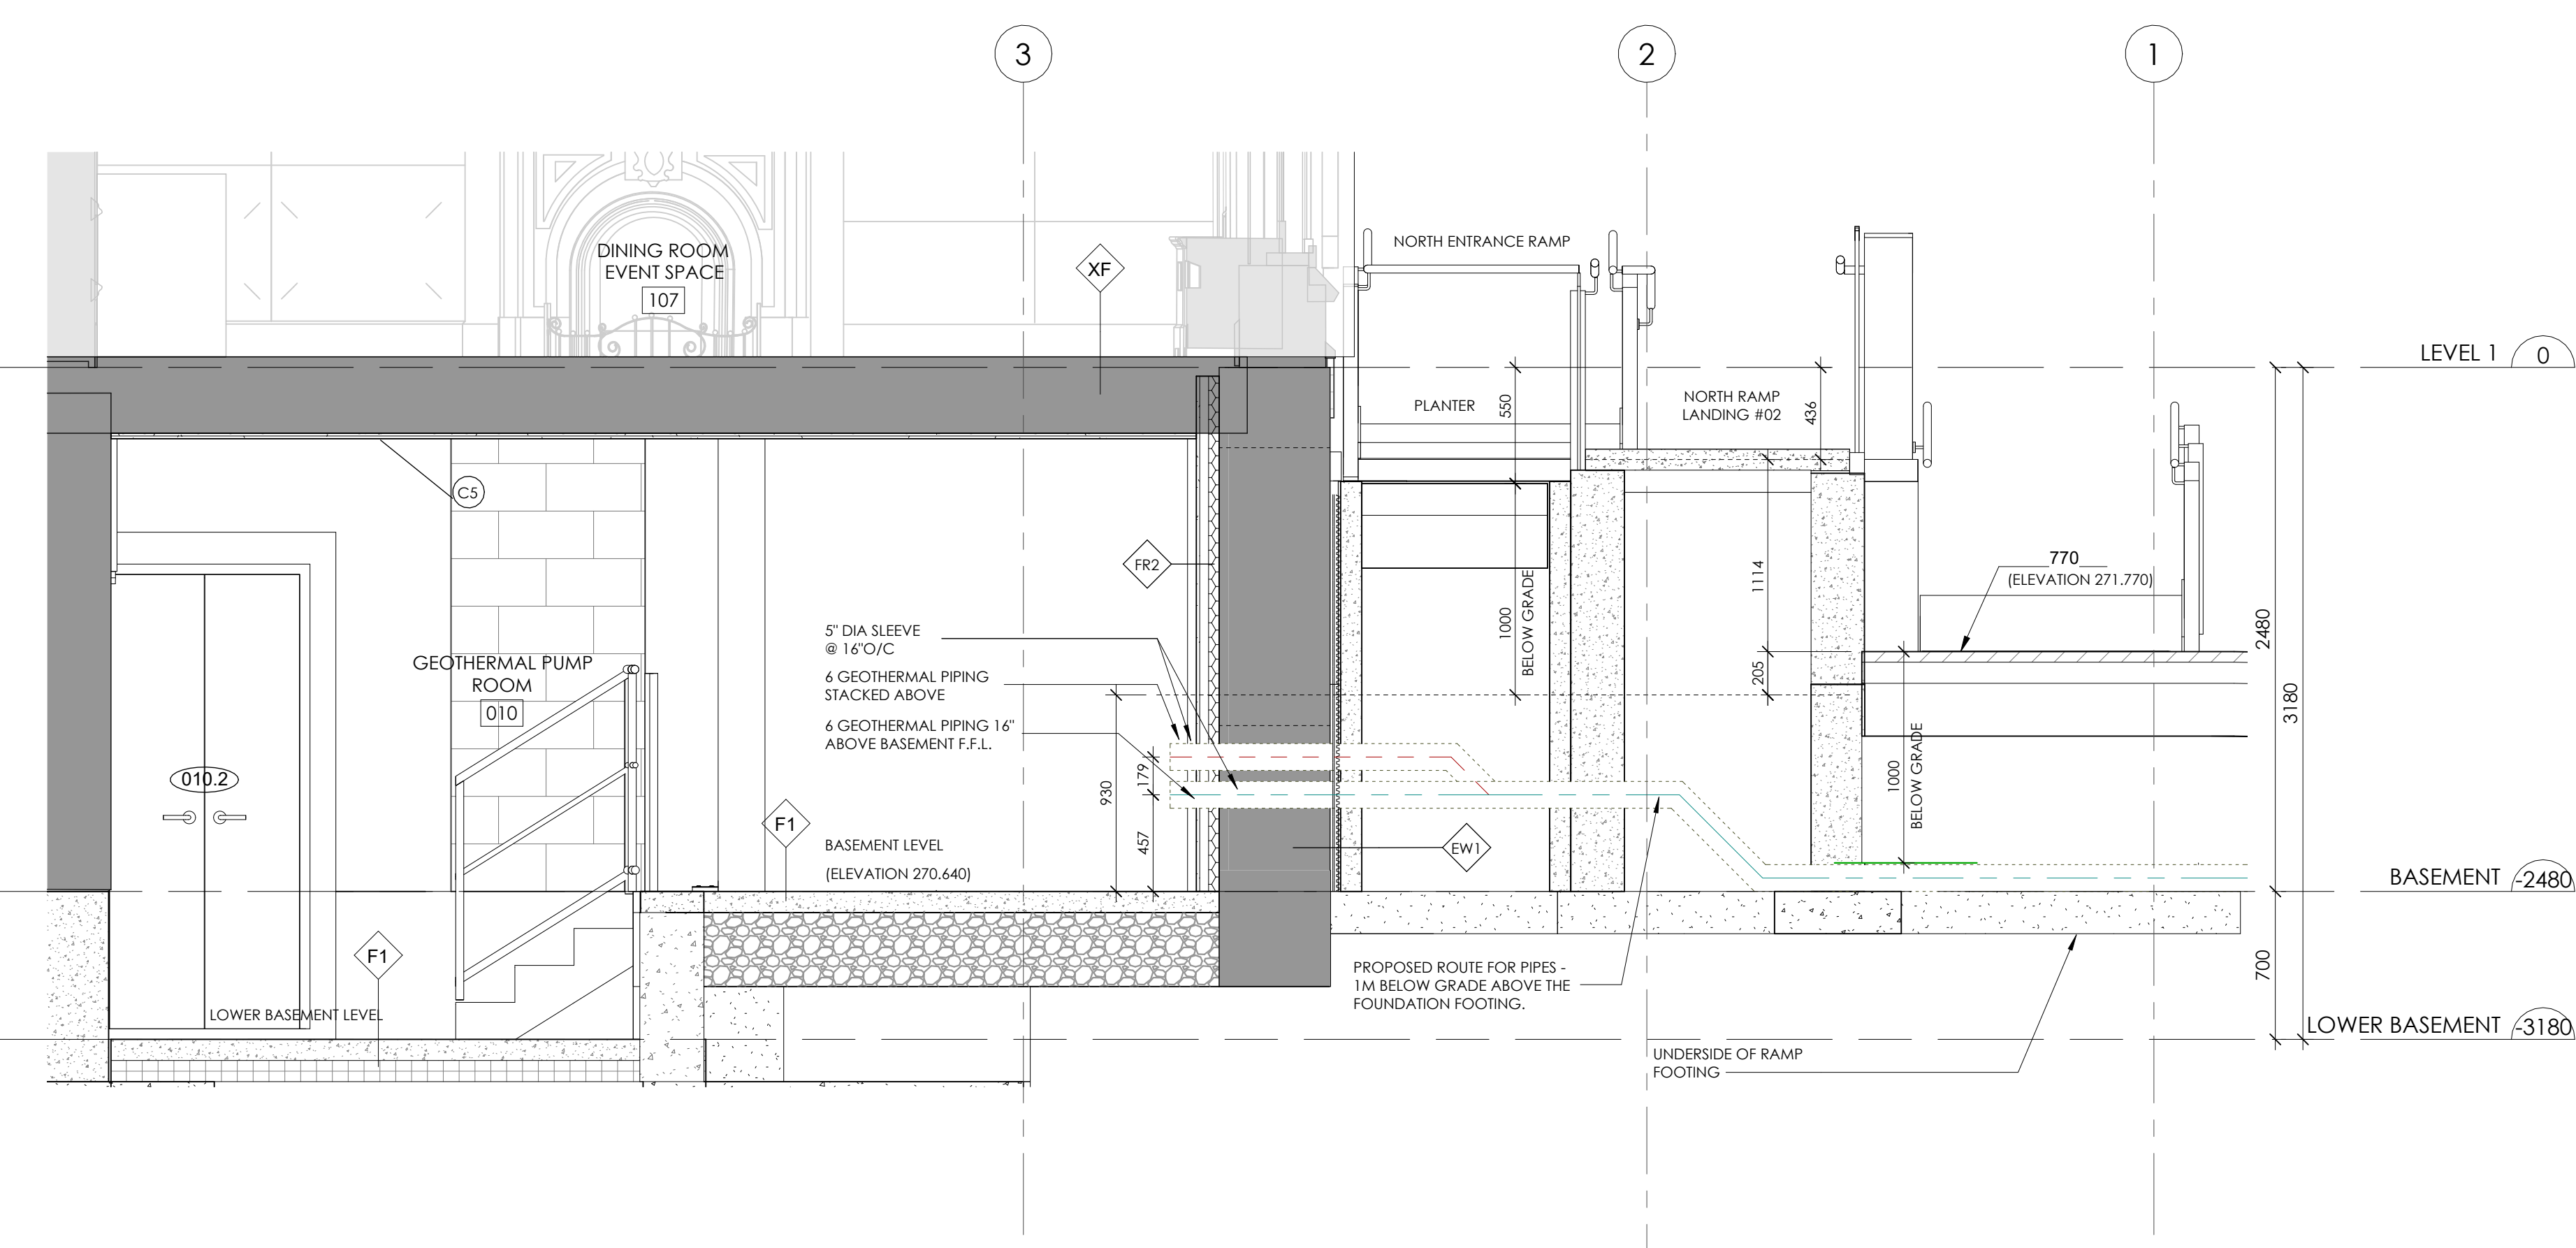 3
2
1
DINING ROOM
EVENT SPACE
107
XF
NORTH ENTRANCE RAMP
LEVEL 1
0
PLANTER
550
NORTH RAMP
LANDING #02
436
C5
FR2
1114
770
(ELEVATION 271.770)
1000
BELOW GRADE
2480
5" DIA SLEEVE
@ 16"O/C
6 GEOTHERMAL PIPING
STACKED ABOVE
6 GEOTHERMAL PIPING 16"
ABOVE BASEMENT F.F.L.
GEOTHERMAL PUMP
ROOM
010
205
3180
010.2
930
179
457
1000
BELOW GRADE
F1
BASEMENT LEVEL
(ELEVATION 270.640)
EW1
BASEMENT
-2480
F1
PROPOSED ROUTE FOR PIPES -
1M BELOW GRADE ABOVE THE
FOUNDATION FOOTING.
700
LOWER BASEMENT LEVEL
LOWER BASEMENT
-3180
UNDERSIDE OF RAMP
FOOTING